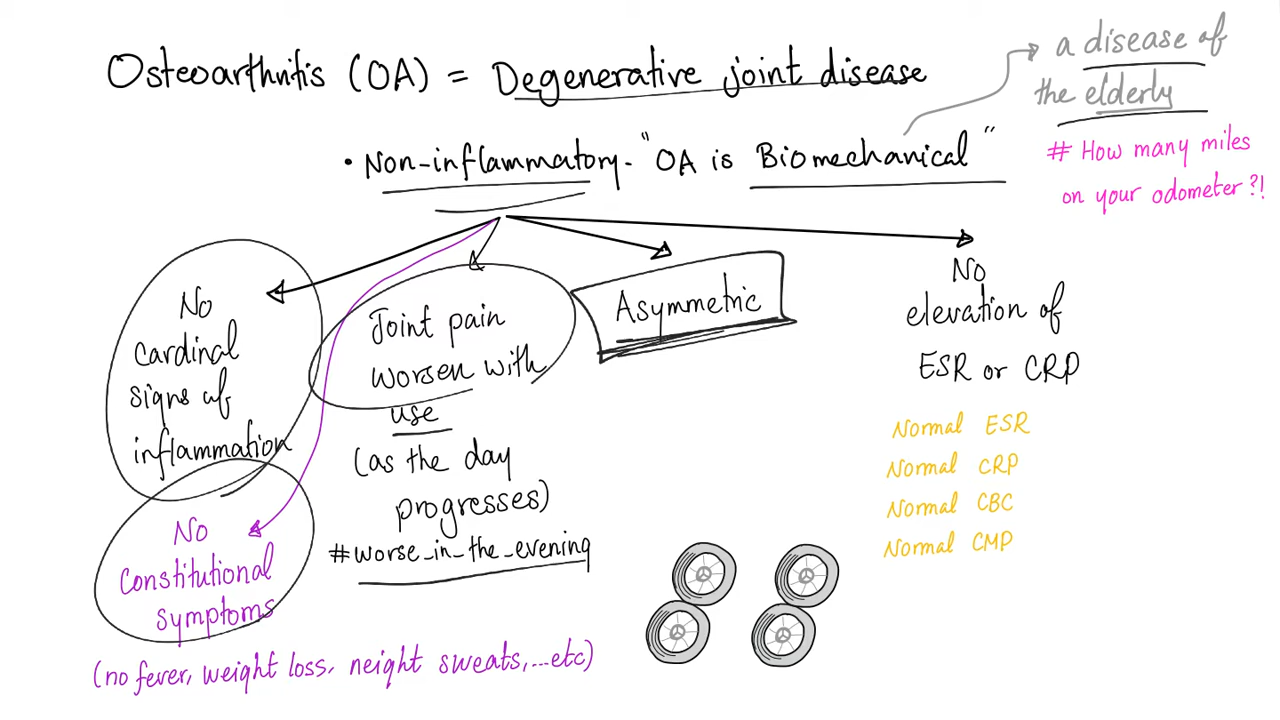 Osteoarthritis (OA) = Degenerative joint disease
a disease of
the elderly
# How many miles
on your odometer?!
• Non-inflammatory- "OA is Biomechanical"
No
cardinal
signs of
inflammation
No
Constitutional
symptoms
(no fever, weight loss, neight sweats,...etc)
Joint pain
worsen with
use
(as the day
progresses)
#worse_in_the_evening
Asymmetric
No
elevation of
ESR or CRP
Normal ESR
Normal CRP
Normal CBC
Normal CMP